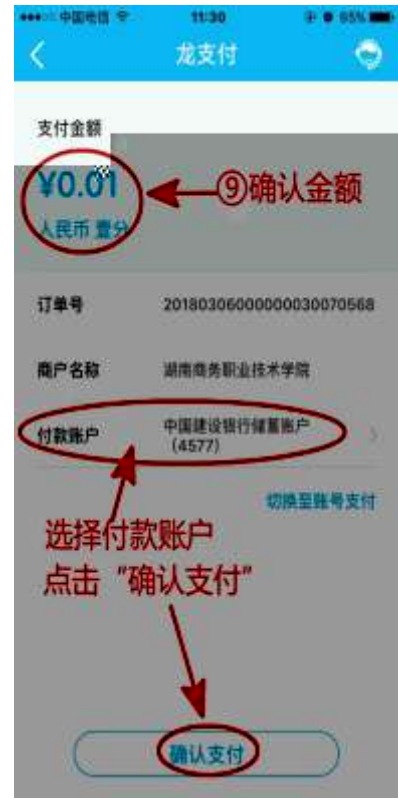 中国电信 11:30 95%
龙支付
支付金额
¥0.01
⑨确认金额
人民币 壹分
订单号 20180306000000030070568
商户名称 湖南商务职业技术学院
付款账户 中国建设银行储蓄账户
(4577)
切换至账号支付
选择付款账户
点击“确认支付”
确认支付